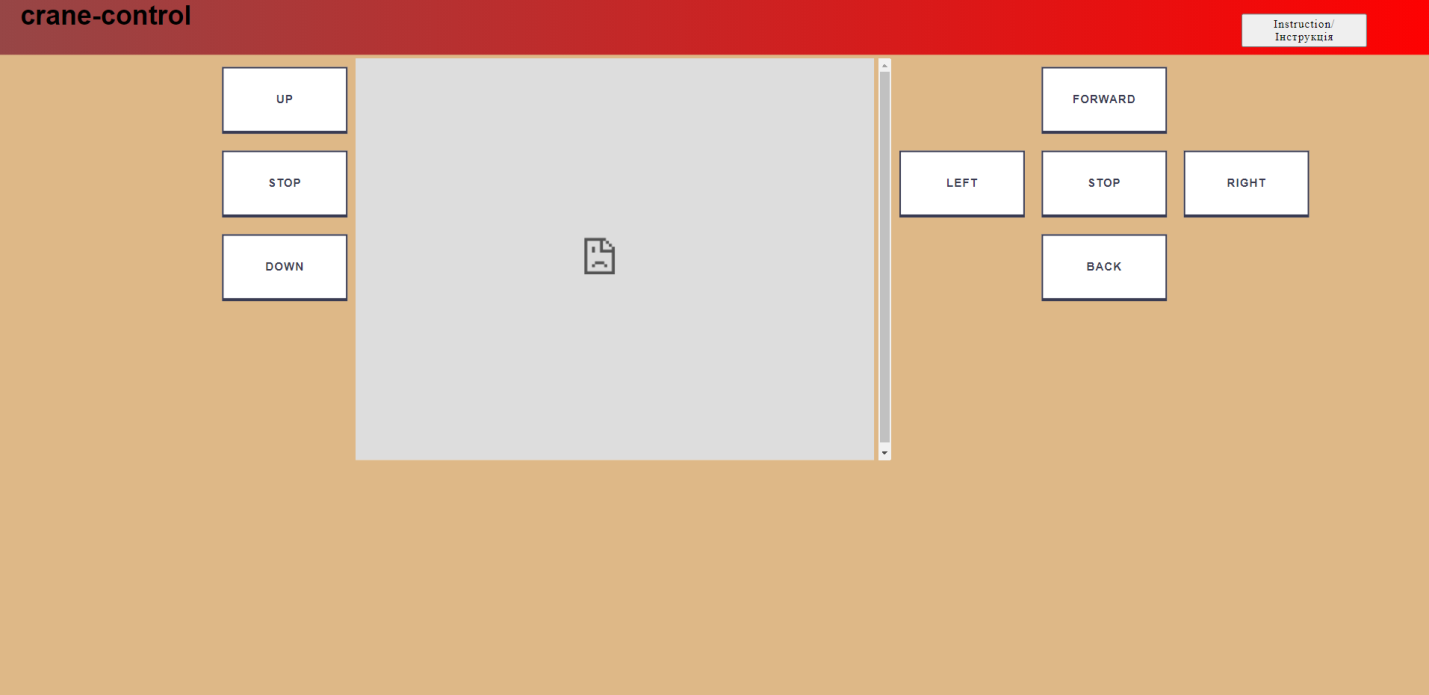 crane-control
Instruction/
Інструкція
UP
FORWARD
STOP
LEFT
STOP
RIGHT
DOWN
BACK